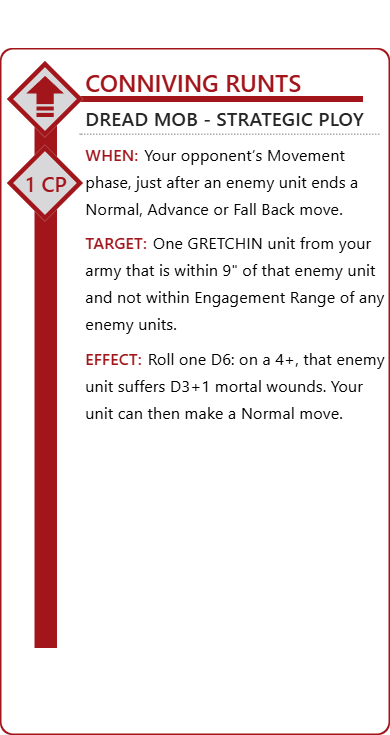 CONNIVING RUNTS
DREAD MOB - STRATEGIC PLOY
WHEN: Your opponent’s Movement
phase, just after an enemy unit ends a
1 CP
Normal, Advance or Fall Back move.
TARGET: One GRETCHIN unit from your
army that is within 9" of that enemy unit
and not within Engagement Range of any
enemy units.
EFFECT: Roll one D6: on a 4+, that enemy
unit suffers D3+1 mortal wounds. Your
unit can then make a Normal move.